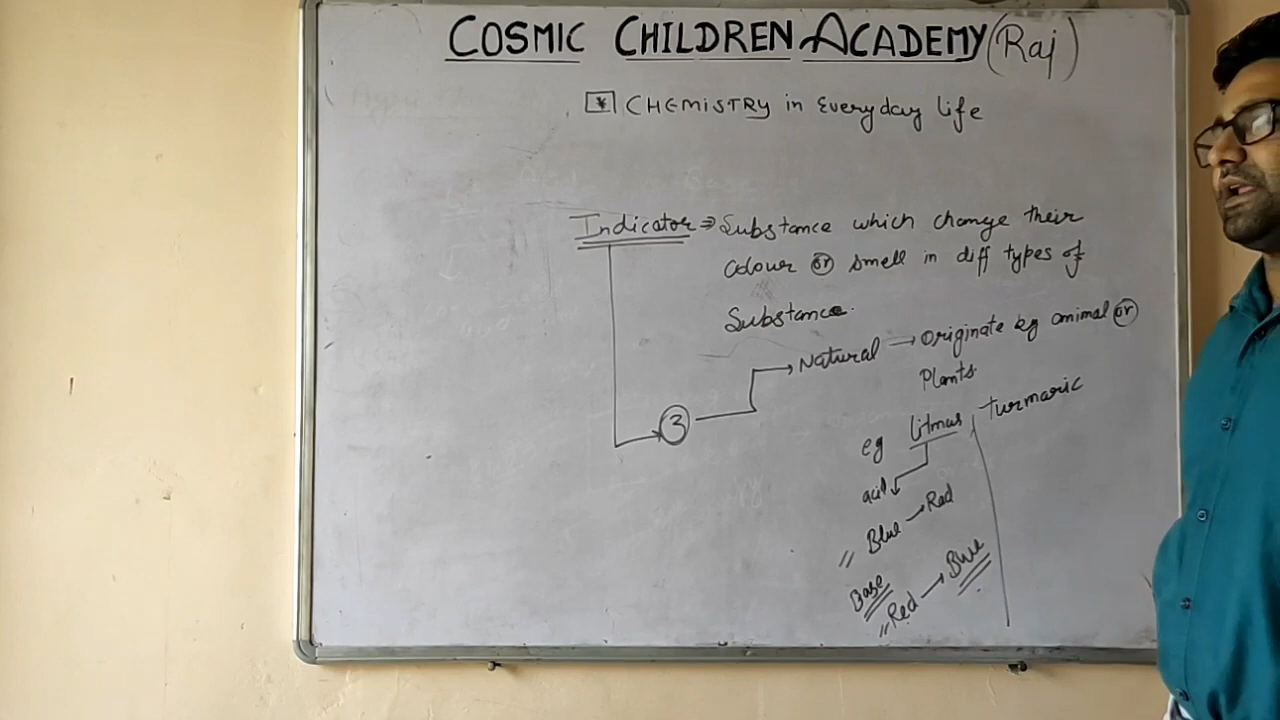 COSMIC CHILDREN ACADEMY (Raj)
CHEMISTRY in Everyday life
Indicator ⇒ Substance which change their
colour or smell in diff types of
Substance.
Natural → originate by animal or
Plants
3
eg litmus turmaric
acid
Blue → Red
Base
Red → Blue